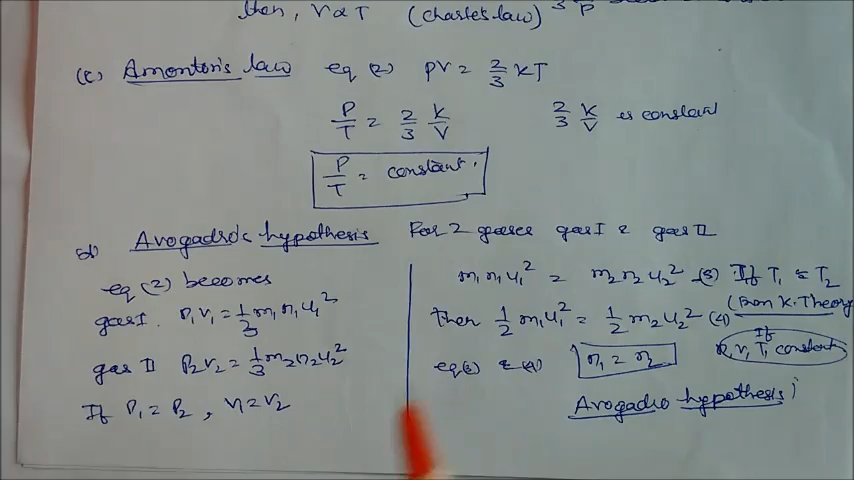 then, V∝T (Charle's law)
(c) Amonton's law eq (2) PV = 2/3 KT
P/T = 2/3 K/V 2/3 K/V is constant
P/T = constant.
d) Avogadro's hypothesis For 2 gases gas I & gas II
eq (2) becomes
gas I. P₁V₁ = 1/3 m₁n₁u₁²
gas II P₂V₂ = 1/3 m₂n₂u₂²
If P₁ = P₂, V₁ = V₂
m₁n₁u₁² = m₂n₂u₂² (3) If T₁ = T₂
(From K. Theory
then 1/2 m₁u₁² = 1/2 m₂u₂² (4)
If
P, V, T, constant
eq (3) & (4) n₁ = n₂
Avogadro hypothesis